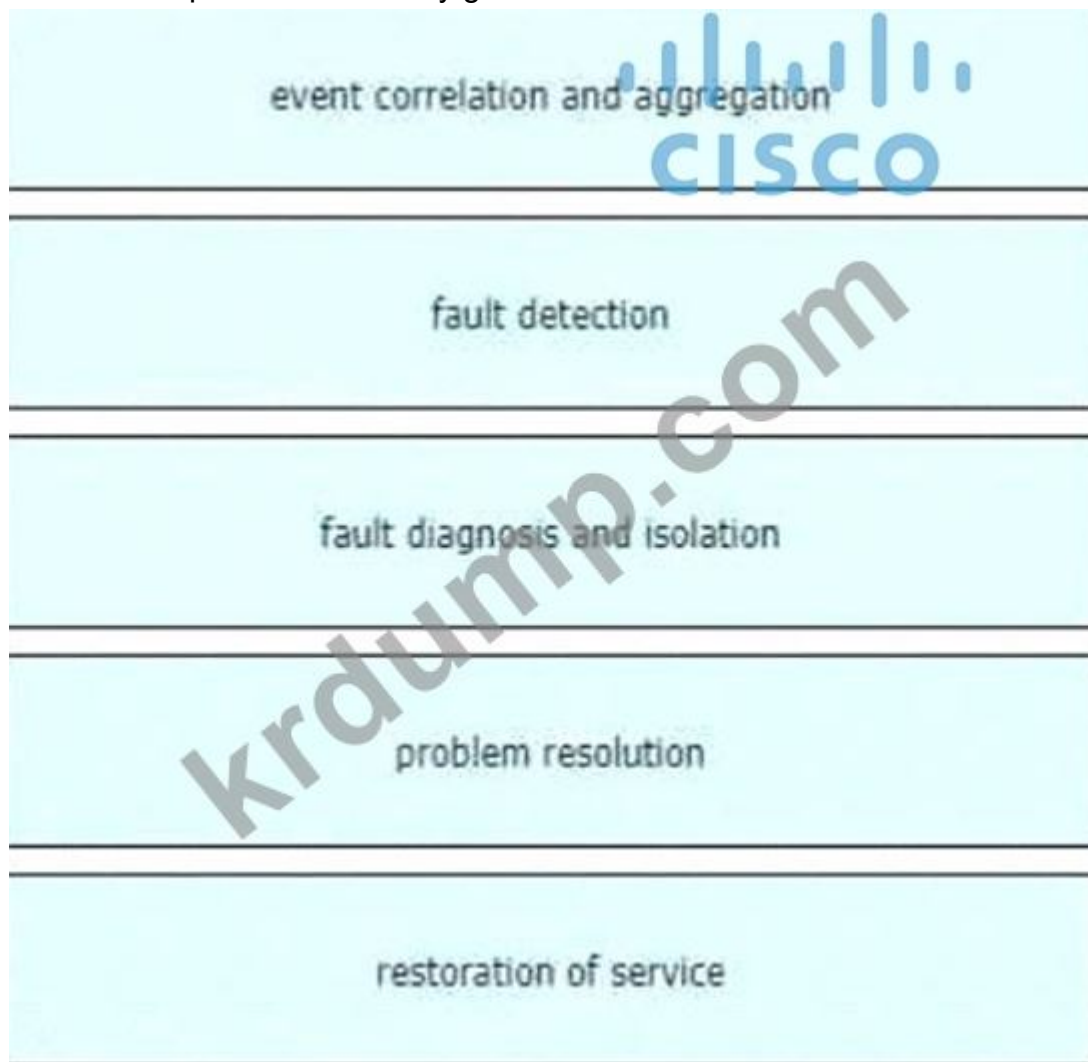 event correlation and aggregation
CISCO
fault detection
fault diagnosis and isolation
krdump.com
problem resolution
restoration of service